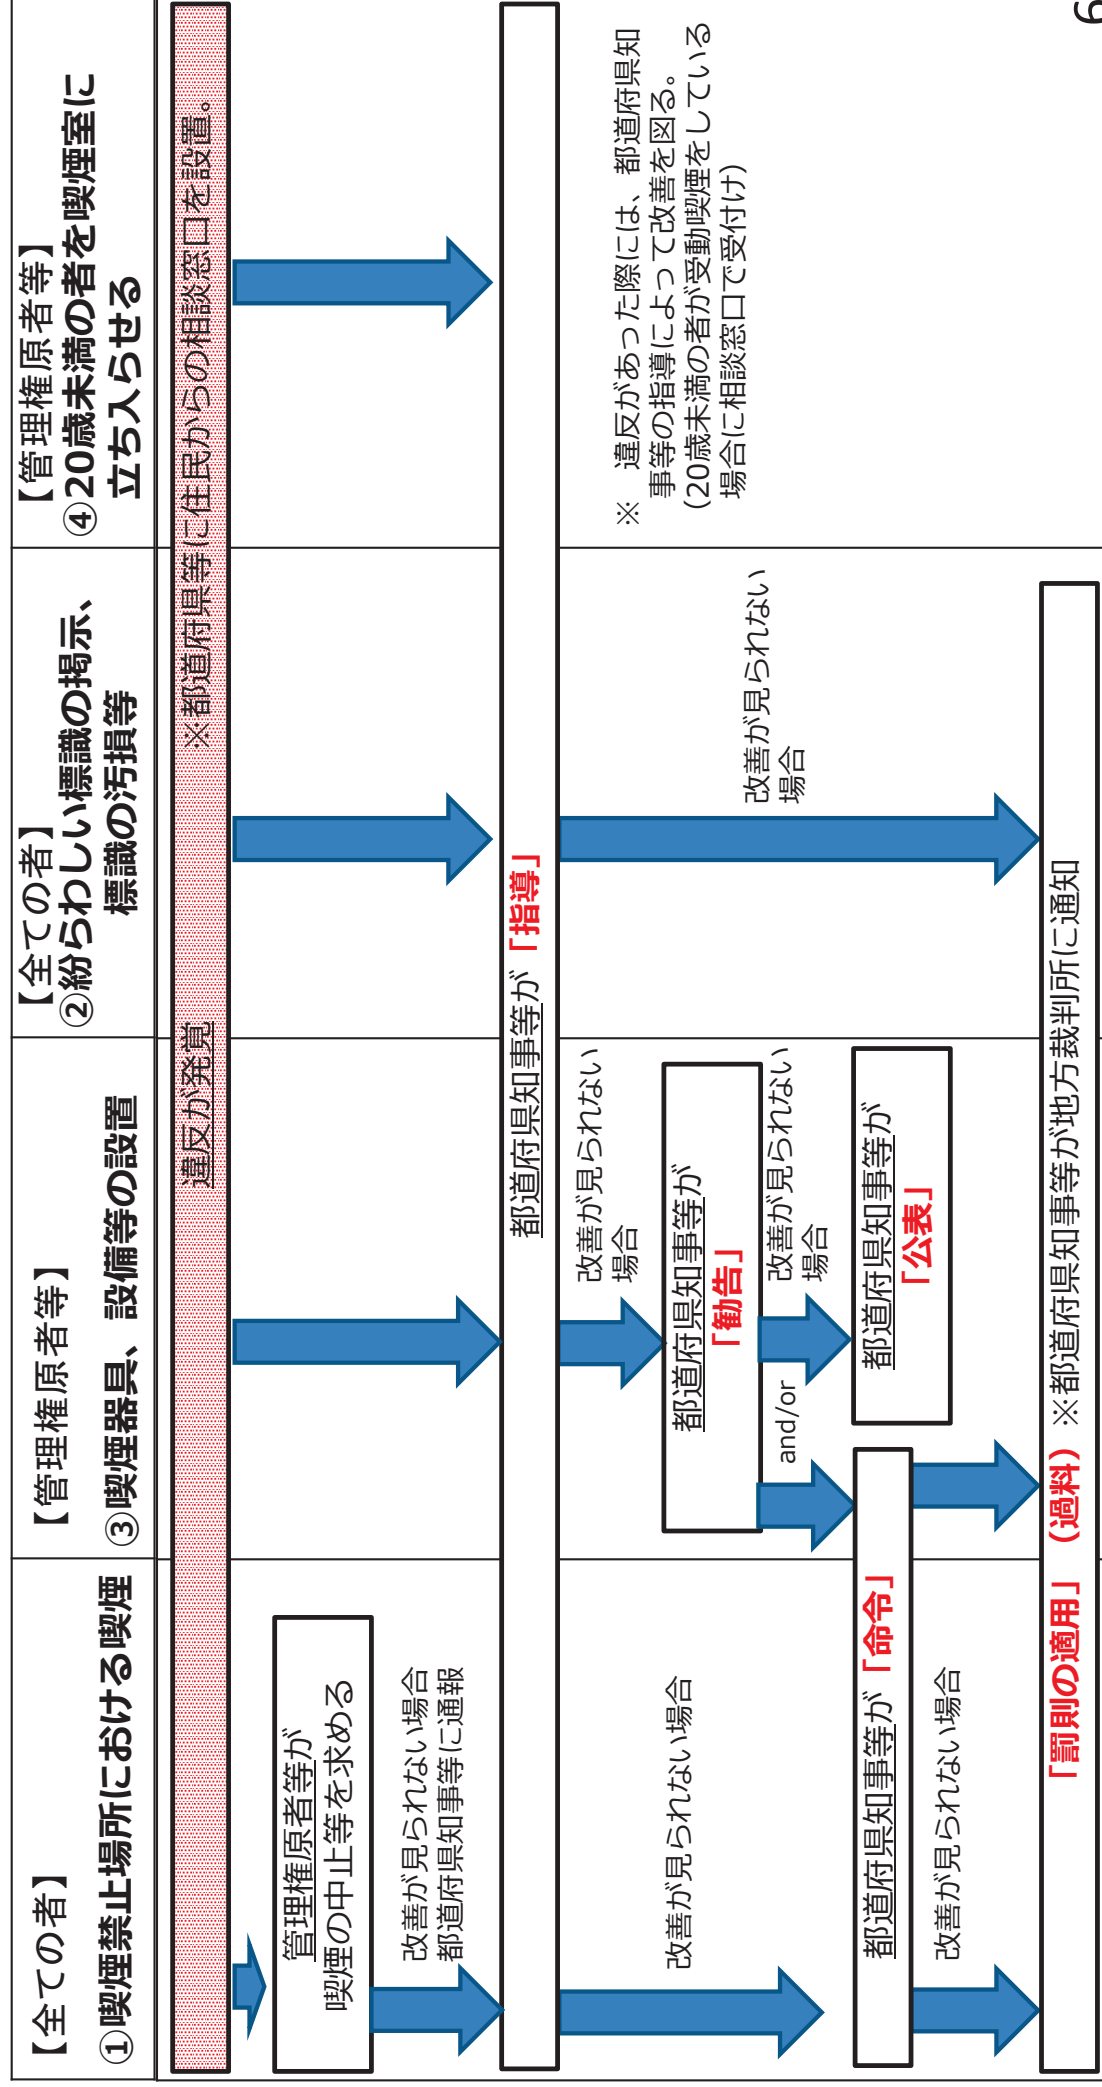 【全ての者】
①喫煙禁止場所における喫煙
【管理権原者等】
③喫煙器具、設備等の設置
【全ての者】
②紛らわしい標識の掲示、
標識の汚損等
【管理権原者等】
④20歳未満の者を喫煙室に
立ち入らせる
違反が発覚
※都道府県等に住民からの相談窓口を設置。
管理権原者等が
喫煙の中止等を求める
改善が見られない場合
都道府県知事等に通報
都道府県知事等が「指導」
改善が見られない場合
改善が見られない
場合
都道府県知事等が
「勧告」
and/or
改善が見られない
場合
都道府県知事等が
「公表」
都道府県知事等が「命令」
改善が見られない場合
改善が見られない
場合
※ 違反があった際には、都道府県知
事等の指導によって改善を図る。
(20歳未満の者が受動喫煙をしている
場合に相談窓口で受付け)
「罰則の適用」(過料) ※都道府県知事等が地方裁判所に通知